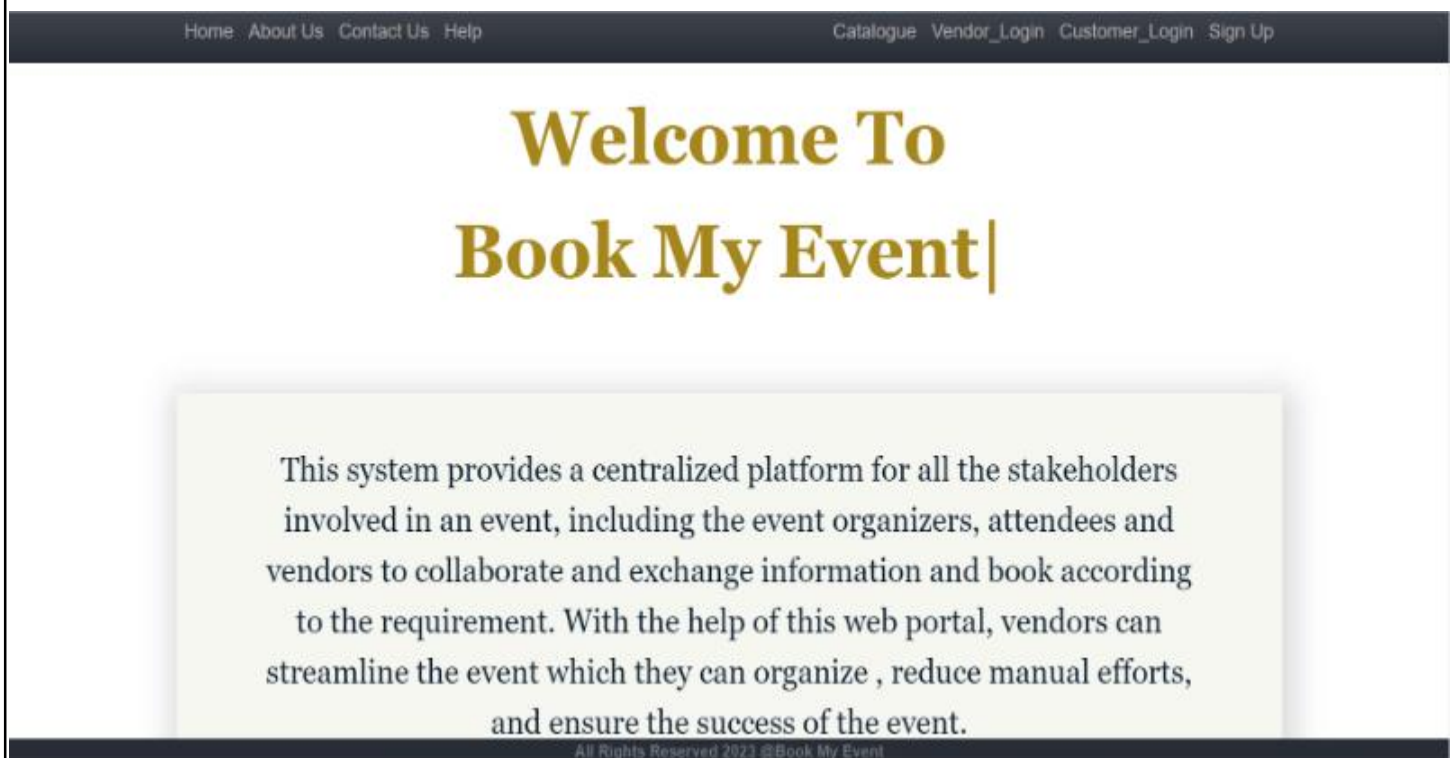 Home About Us Contact Us Help Catalogue Vendor_Login Customer_Login Sign Up
Welcome To
Book My Event|
This system provides a centralized platform for all the stakeholders
involved in an event, including the event organizers, attendees and
vendors to collaborate and exchange information and book according
to the requirement. With the help of this web portal, vendors can
streamline the event which they can organize , reduce manual efforts,
and ensure the success of the event.
All Rights Reserved 2023 @Book My Event